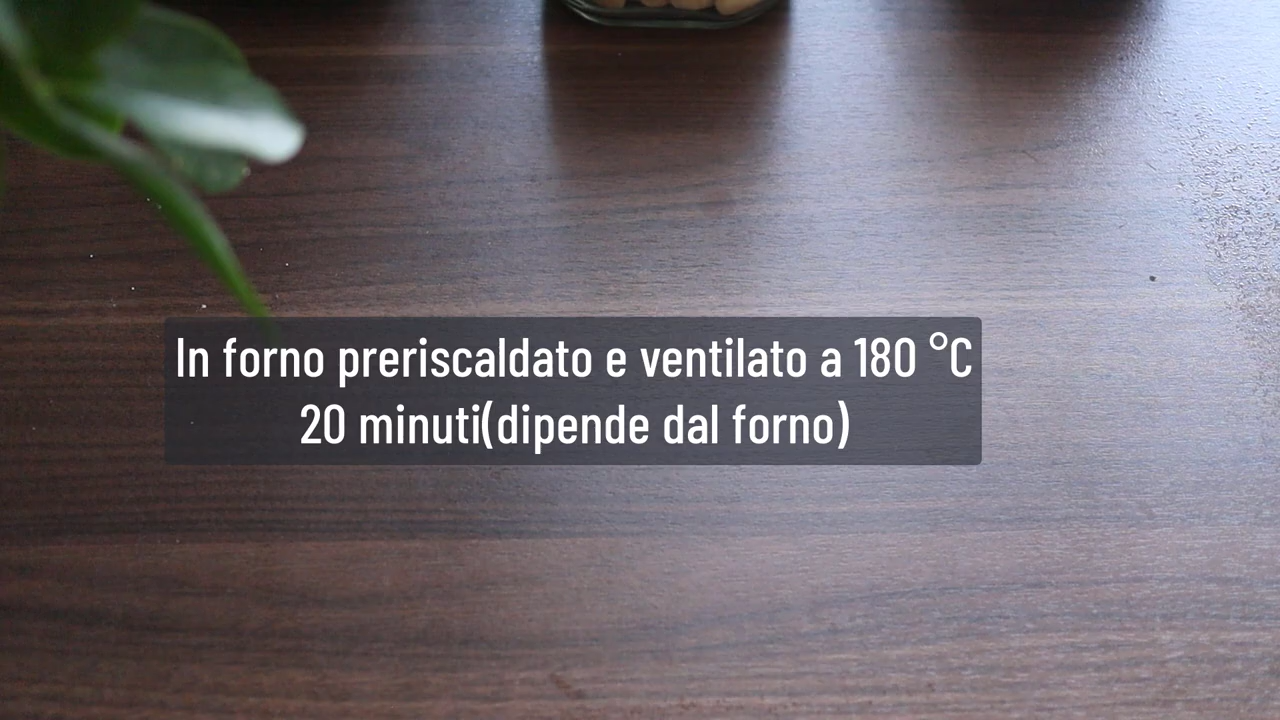 In forno preriscaldato e ventilato a 180 °C
20 minuti(dipende dal forno)